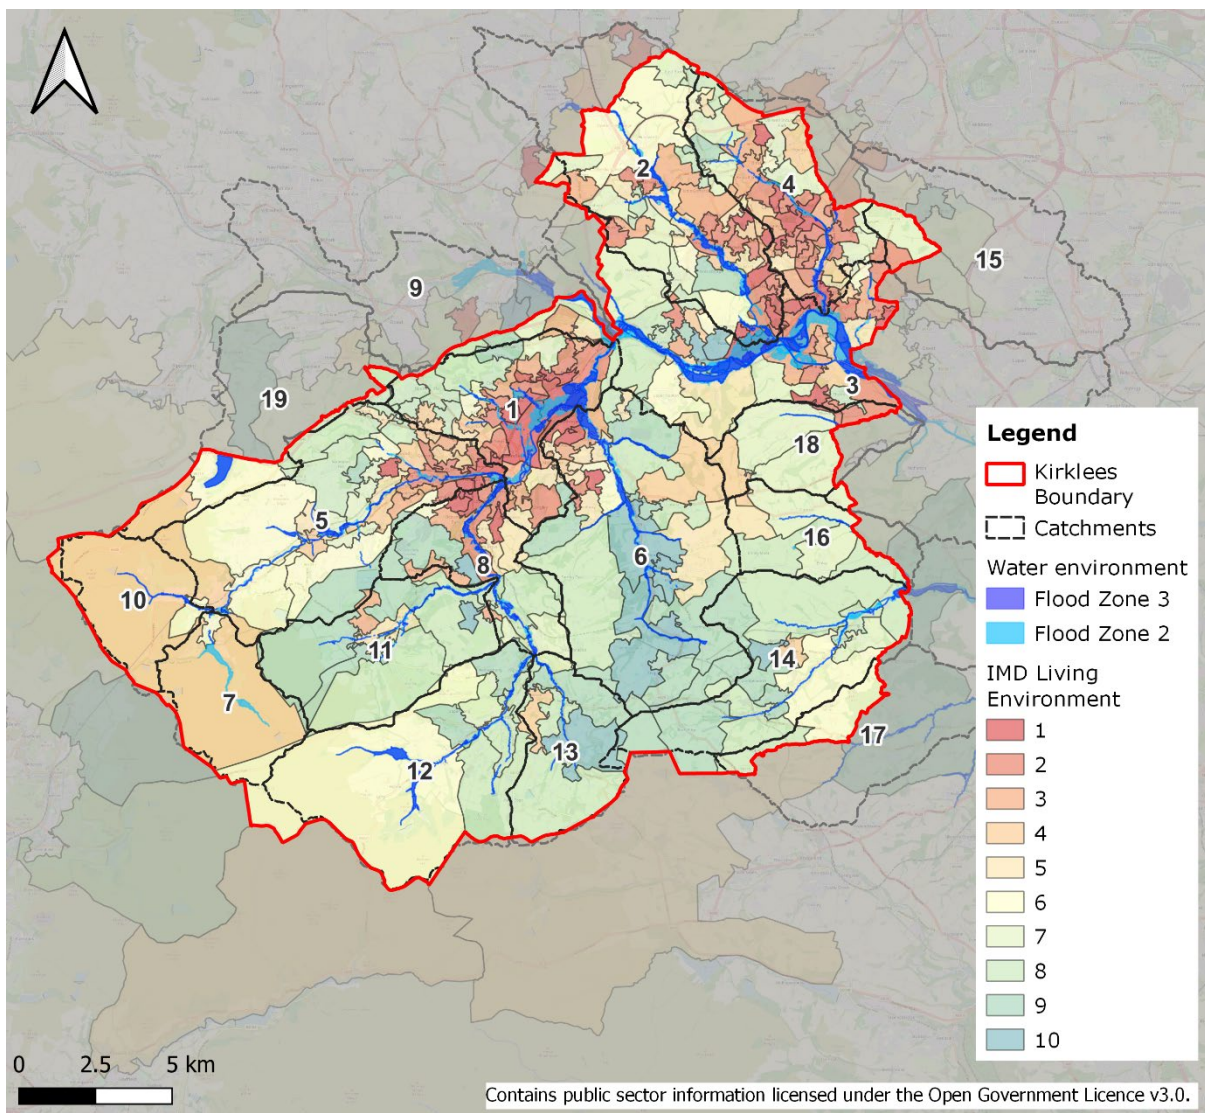 2
4
15
9
3
19
1
18
5
6
16
8
10
11
14
7
17
13
12
Legend
Kirklees
Boundary
Catchments
Water environment
Flood Zone 3
Flood Zone 2
IMD Living
Environment
1
2
3
4
5
6
7
8
9
10
0 2.5 5 km
Contains public sector information licensed under the Open Government Licence v3.0.